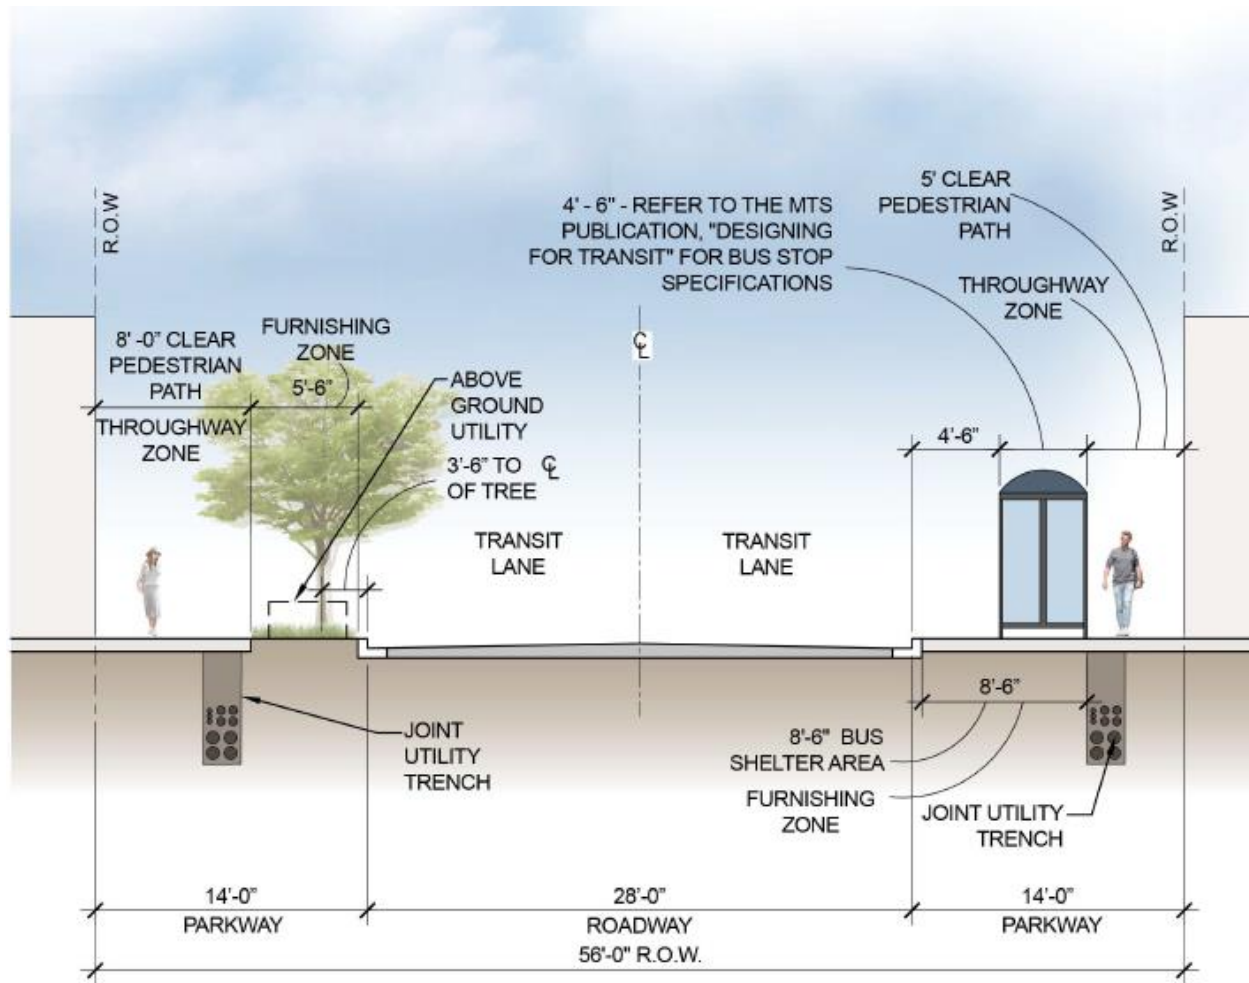 R.O.W
8' -0" CLEAR
PEDESTRIAN
PATH
THROUGHWAY
ZONE
FURNISHING
ZONE
5'-6"
ABOVE
GROUND
UTILITY
3'-6" TO ℄
OF TREE
4' - 6" - REFER TO THE MTS
PUBLICATION, "DESIGNING
FOR TRANSIT" FOR BUS STOP
SPECIFICATIONS
℄
5' CLEAR
PEDESTRIAN
PATH
THROUGHWAY
ZONE
R.O.W
4'-6"
TRANSIT
LANE
TRANSIT
LANE
JOINT
UTILITY
TRENCH
8'-6"
8'-6" BUS
SHELTER AREA
FURNISHING
ZONE
JOINT UTILITY
TRENCH
14'-0"
PARKWAY
28'-0"
ROADWAY
14'-0"
PARKWAY
56'-0" R.O.W.